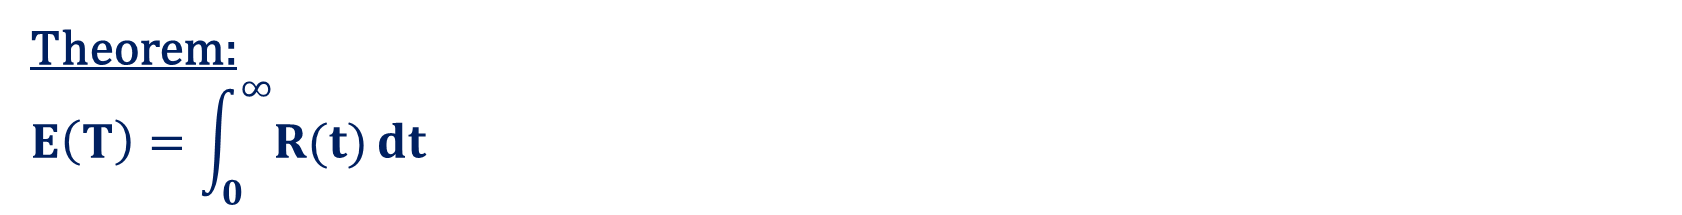 Theorem:
E(T) = ∫₀^∞ R(t) dt